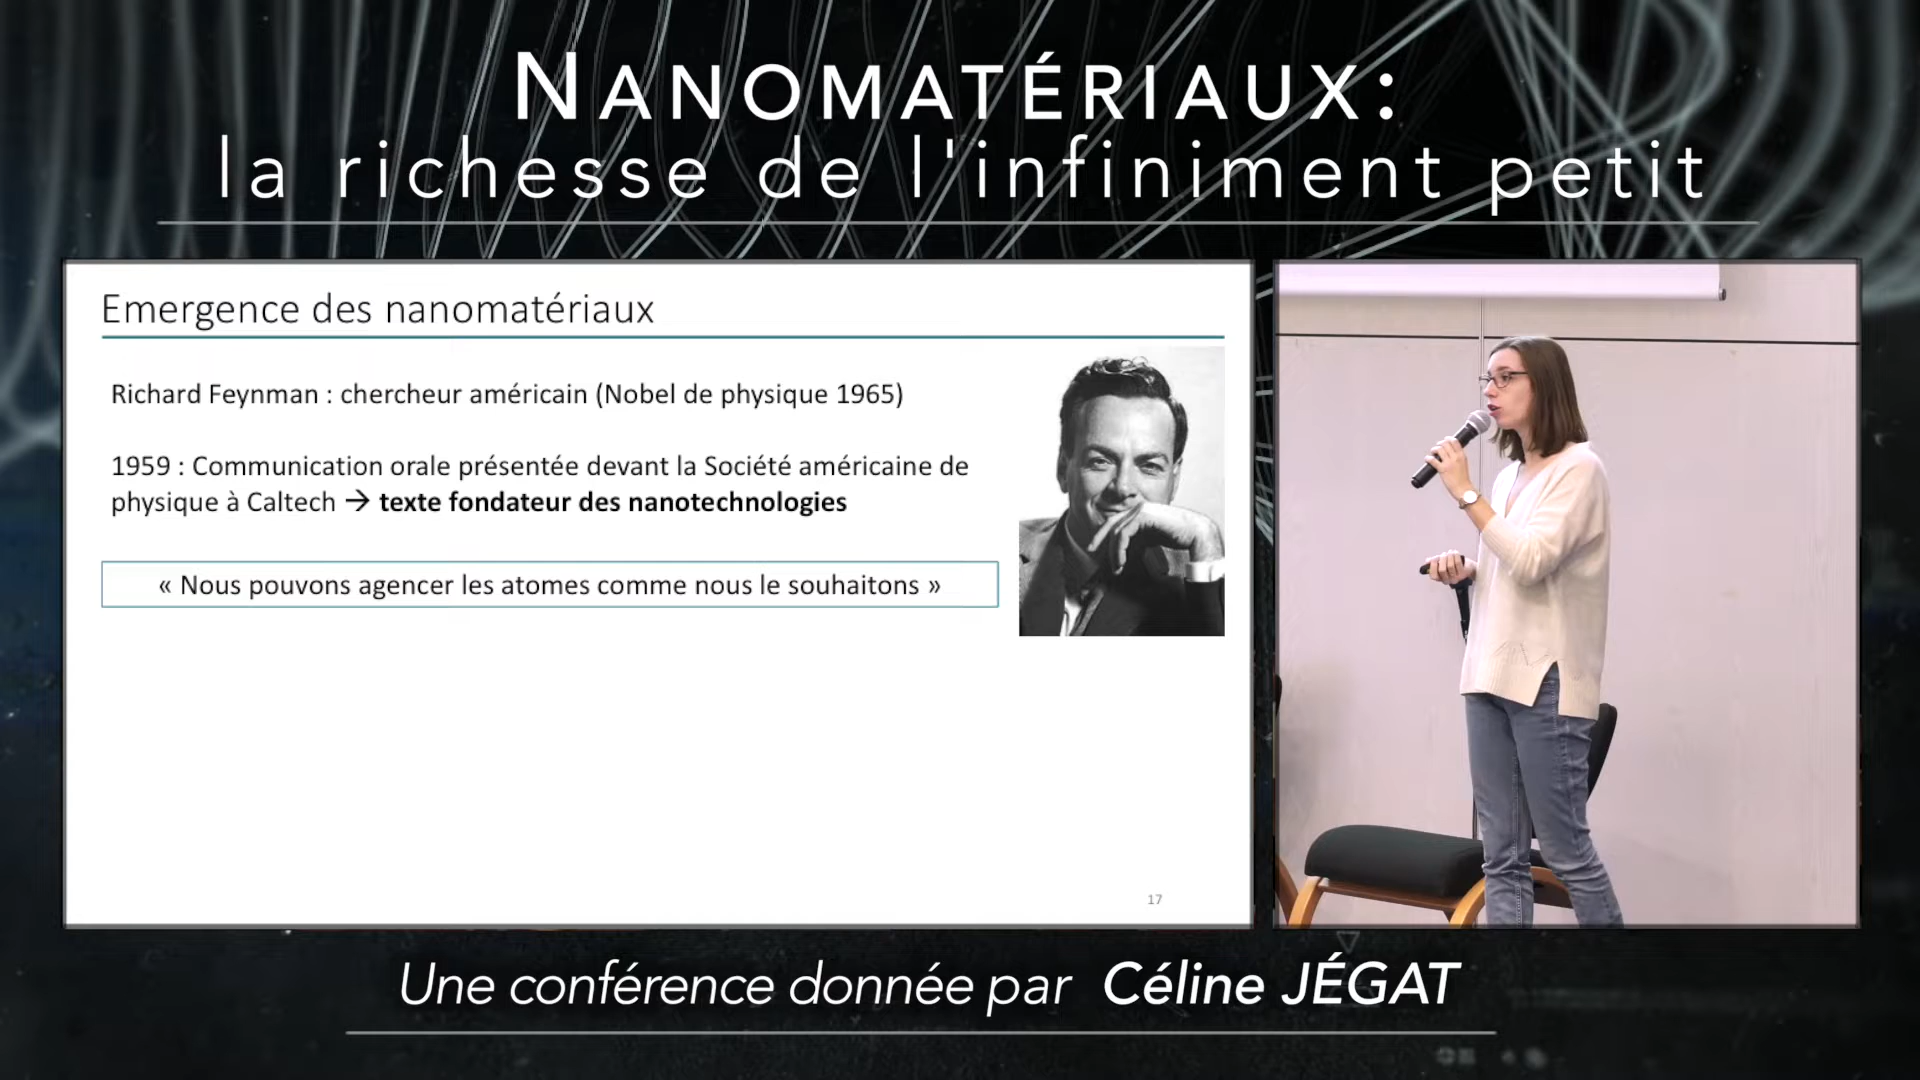 NANOMATÉRIAUX:
la richesse de l'infiniment petit
Emergence des nanomatériaux
Richard Feynman : chercheur américain (Nobel de physique 1965)
1959 : Communication orale présentée devant la Société américaine de
physique à Caltech → texte fondateur des nanotechnologies
« Nous pouvons agencer les atomes comme nous le souhaitons »
17
Une conférence donnée par Céline JÉGAT